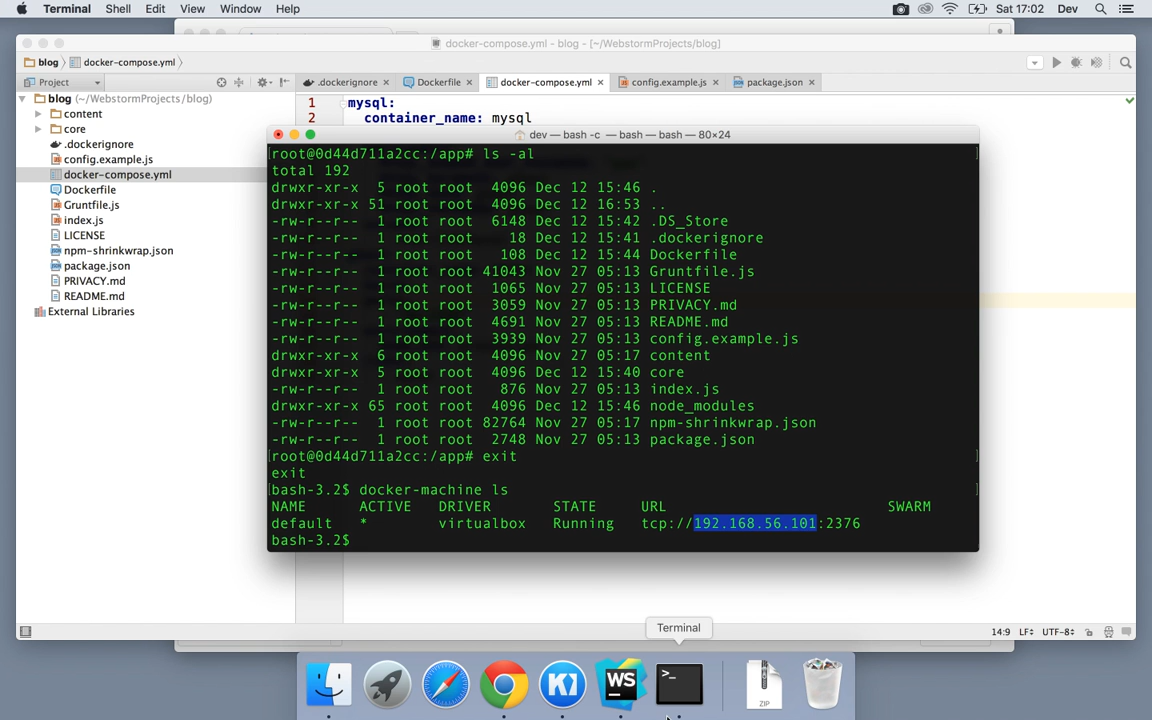 Terminal Shell Edit View Window Help Sat 17:02 Dev
docker-compose.yml - blog - [~/WebstormProjects/blog]
blog docker-compose.yml
Project .dockerignore Dockerfile docker-compose.yml config.example.js package.json
blog (~/WebstormProjects/blog)
content
core
.dockerignore
config.example.js
docker-compose.yml
Dockerfile
Gruntfile.js
index.js
LICENSE
npm-shrinkwrap.json
package.json
PRIVACY.md
README.md
External Libraries
1 mysql:
2 container_name: mysql
dev — bash -c — bash — bash — 80×24
root@0d44d711a2cc:/app# ls -al
total 192
drwxr-xr-x 5 root root 4096 Dec 12 15:46 .
drwxr-xr-x 51 root root 4096 Dec 12 16:53 ..
-rw-r--r-- 1 root root 6148 Dec 12 15:42 .DS_Store
-rw-r--r-- 1 root root 18 Dec 12 15:41 .dockerignore
-rw-r--r-- 1 root root 108 Dec 12 15:44 Dockerfile
-rw-r--r-- 1 root root 41043 Nov 27 05:13 Gruntfile.js
-rw-r--r-- 1 root root 1065 Nov 27 05:13 LICENSE
-rw-r--r-- 1 root root 3059 Nov 27 05:13 PRIVACY.md
-rw-r--r-- 1 root root 4691 Nov 27 05:13 README.md
-rw-r--r-- 1 root root 3939 Nov 27 05:13 config.example.js
drwxr-xr-x 6 root root 4096 Nov 27 05:17 content
drwxr-xr-x 5 root root 4096 Dec 12 15:40 core
-rw-r--r-- 1 root root 876 Nov 27 05:13 index.js
drwxr-xr-x 65 root root 4096 Dec 12 15:46 node_modules
-rw-r--r-- 1 root root 82764 Nov 27 05:17 npm-shrinkwrap.json
-rw-r--r-- 1 root root 2748 Nov 27 05:13 package.json
root@0d44d711a2cc:/app# exit
exit
bash-3.2$ docker-machine ls
NAME ACTIVE DRIVER STATE URL SWARM
default * virtualbox Running tcp://192.168.56.101:2376
bash-3.2$
14:9 LF UTF-8
Terminal
WS
>_
ZIP